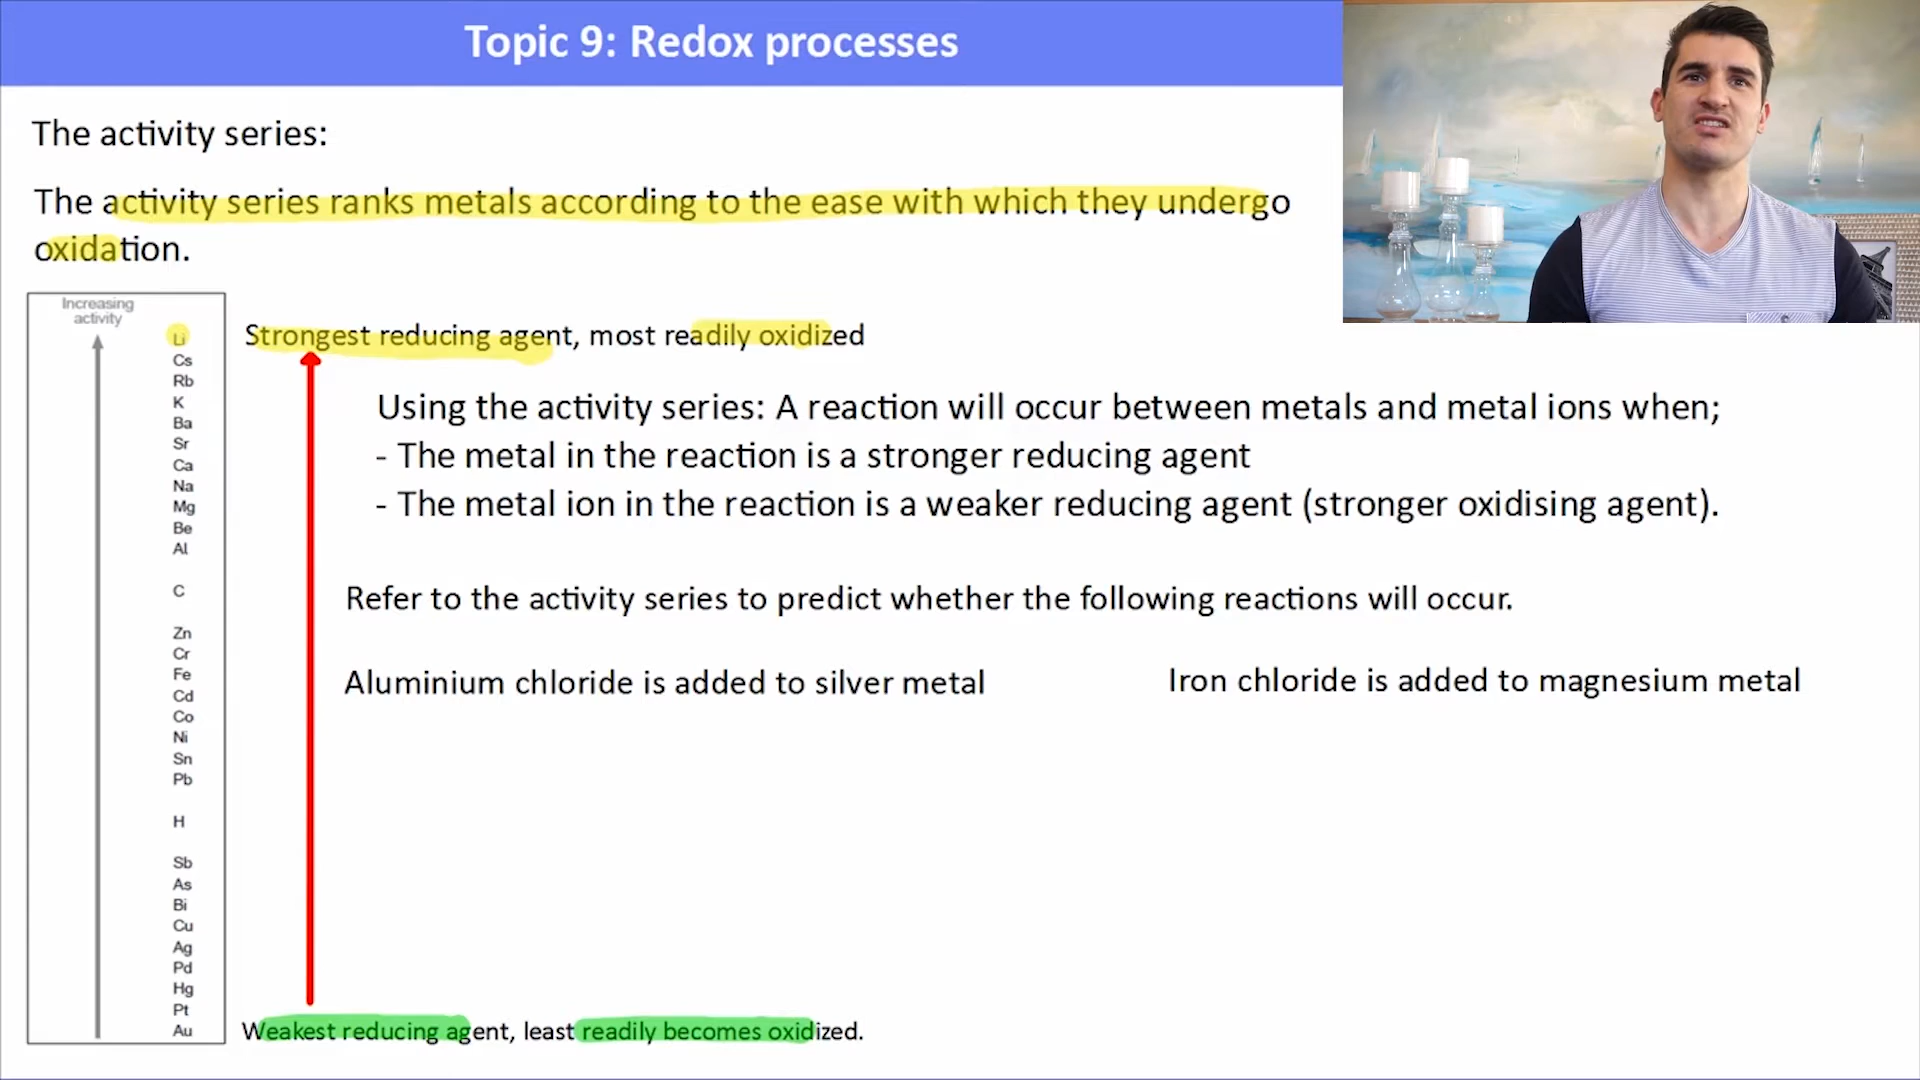 Topic 9: Redox processes
The activity series:
The activity series ranks metals according to the ease with which they undergo
oxidation.
Increasing
activity
Li
Cs
Rb
K
Ba
Sr
Ca
Na
Mg
Be
Al
C
Zn
Cr
Fe
Cd
Co
Ni
Sn
Pb
H
Sb
As
Bi
Cu
Ag
Pd
Hg
Pt
Au
Strongest reducing agent, most readily oxidized
Using the activity series: A reaction will occur between metals and metal ions when;
- The metal in the reaction is a stronger reducing agent
- The metal ion in the reaction is a weaker reducing agent (stronger oxidising agent).
Refer to the activity series to predict whether the following reactions will occur.
Aluminium chloride is added to silver metal
Iron chloride is added to magnesium metal
Weakest reducing agent, least readily becomes oxidized.